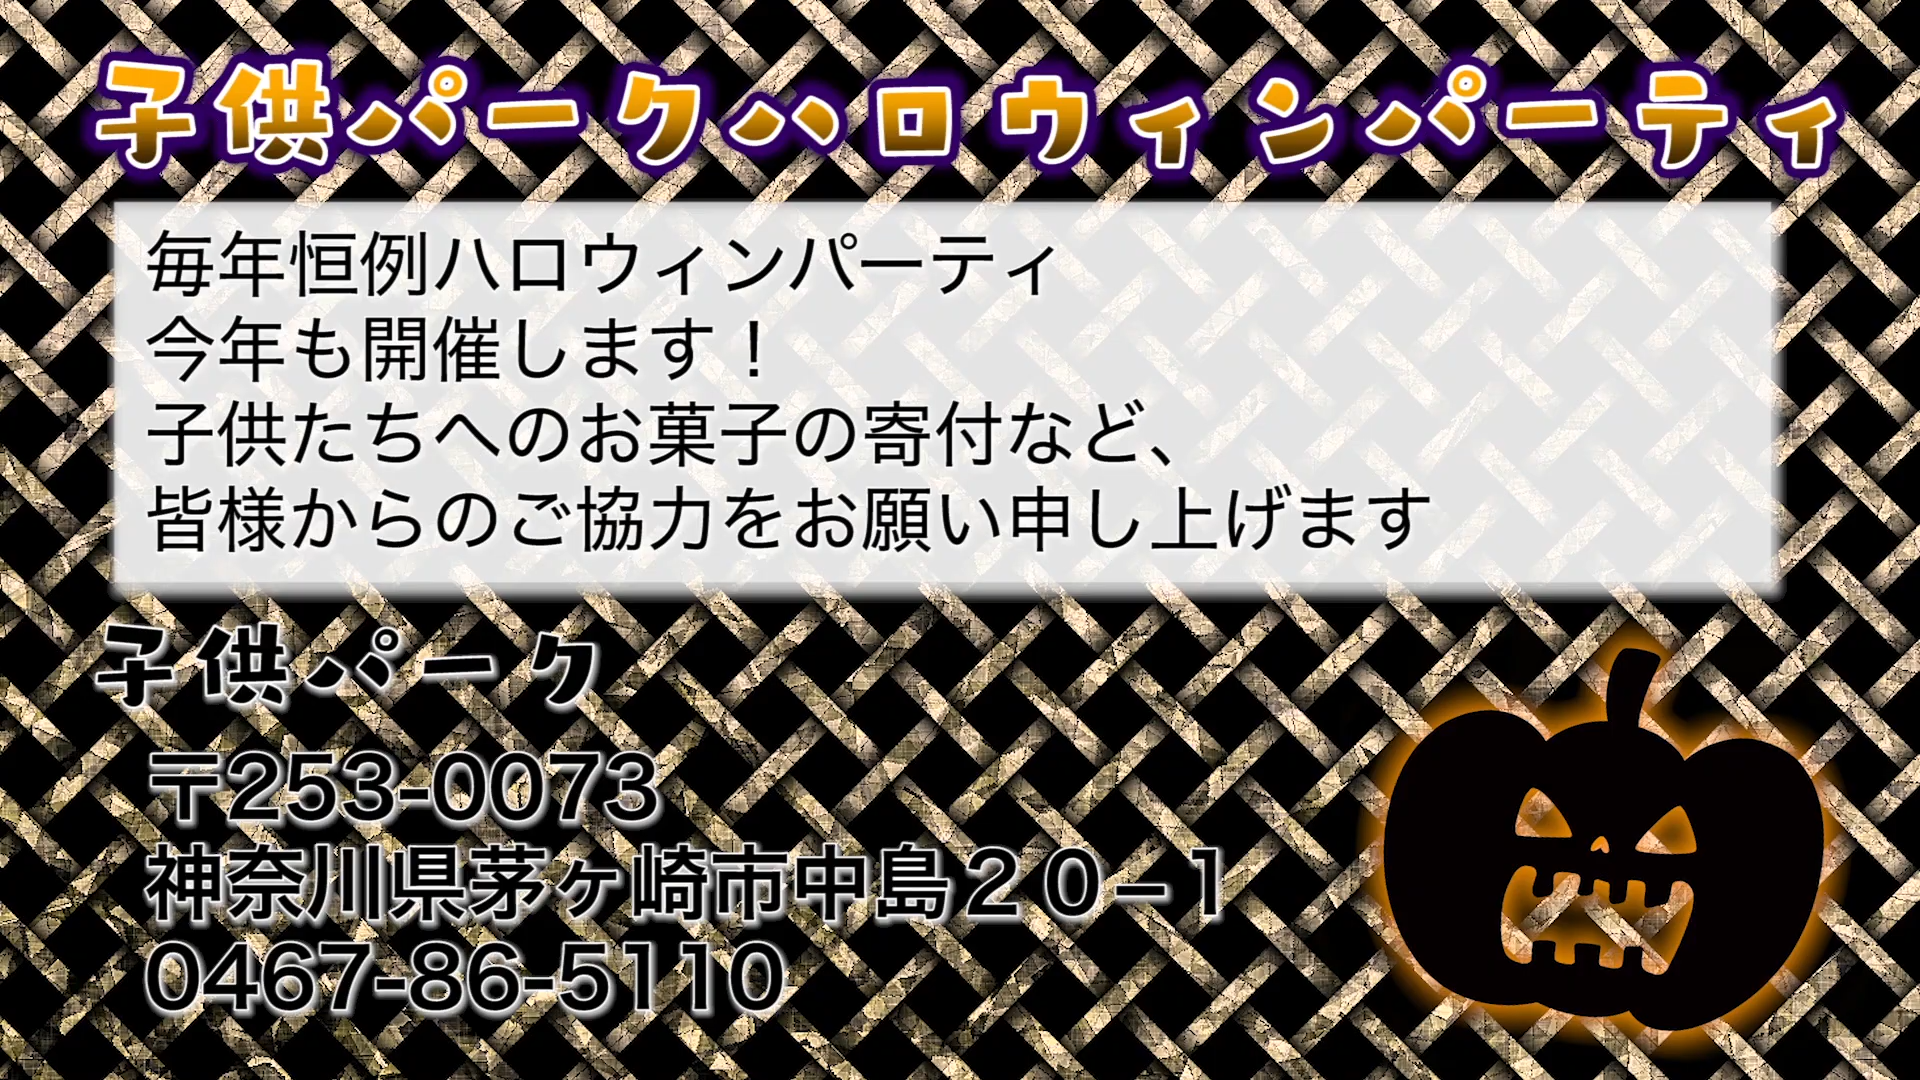 子供パークハロウィンパーティ
毎年恒例ハロウィンパーティ
今年も開催します！
子供たちへのお菓子の寄付など、
皆様からのご協力をお願い申し上げます
子供パーク
〒253-0073
神奈川県茅ヶ崎市中島２０−１
0467-86-5110